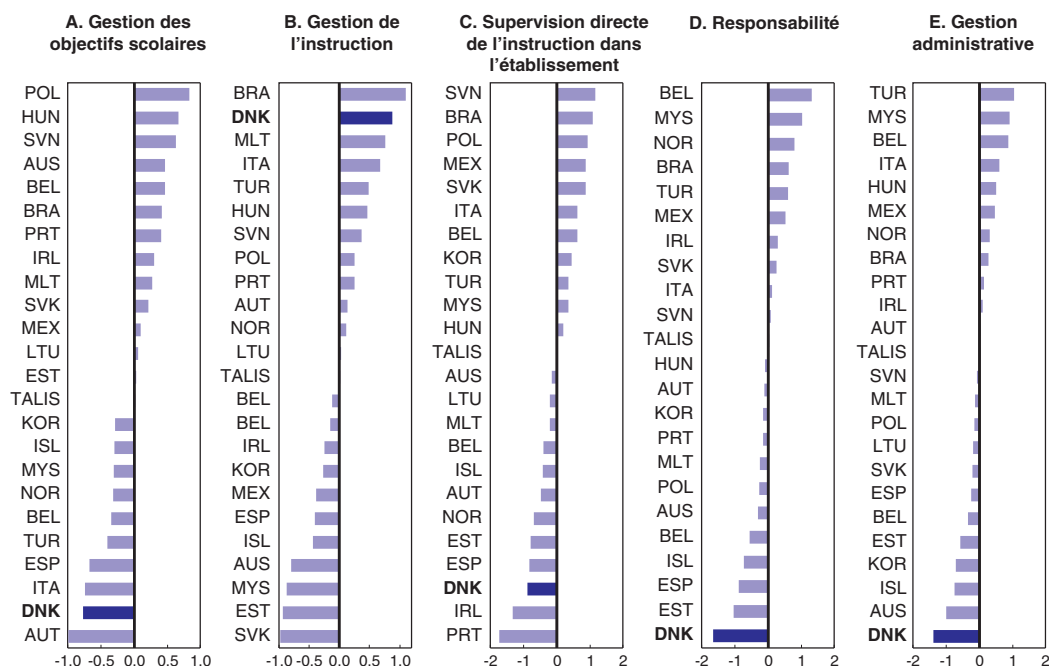 A. Gestion des
objectifs scolaires
POL
HUN
SVN
AUS
BEL
BRA
PRT
IRL
MLT
SVK
MEX
LTU
EST
TALIS
KOR
ISL
MYS
NOR
BEL
TUR
ESP
ITA
DNK
AUT
-1.0 -0.5 0.0 0.5 1.0
B. Gestion de
l'instruction
BRA
DNK
MLT
ITA
TUR
HUN
SVN
POL
PRT
AUT
NOR
LTU
TALIS
BEL
BEL
IRL
KOR
MEX
ESP
ISL
AUS
MYS
EST
SVK
-1.0 -0.5 0.0 0.5 1.0
C. Supervision directe
de l'instruction dans
l'établissement
SVN
BRA
POL
MEX
SVK
ITA
BEL
KOR
TUR
MYS
HUN
TALIS
AUS
LTU
MLT
BEL
ISL
AUT
NOR
EST
ESP
DNK
IRL
PRT
-2 -1 0 1 2
D. Responsabilité
BEL
MYS
NOR
BRA
TUR
MEX
IRL
SVK
ITA
SVN
TALIS
HUN
AUT
KOR
PRT
MLT
POL
AUS
BEL
ISL
ESP
EST
DNK
-2 -1 0 1 2
E. Gestion
administrative
TUR
MYS
BEL
ITA
HUN
MEX
NOR
BRA
PRT
IRL
AUT
TALIS
SVN
MLT
POL
LTU
SVK
ESP
BEL
EST
KOR
ISL
AUS
DNK
-2 -1 0 1 2